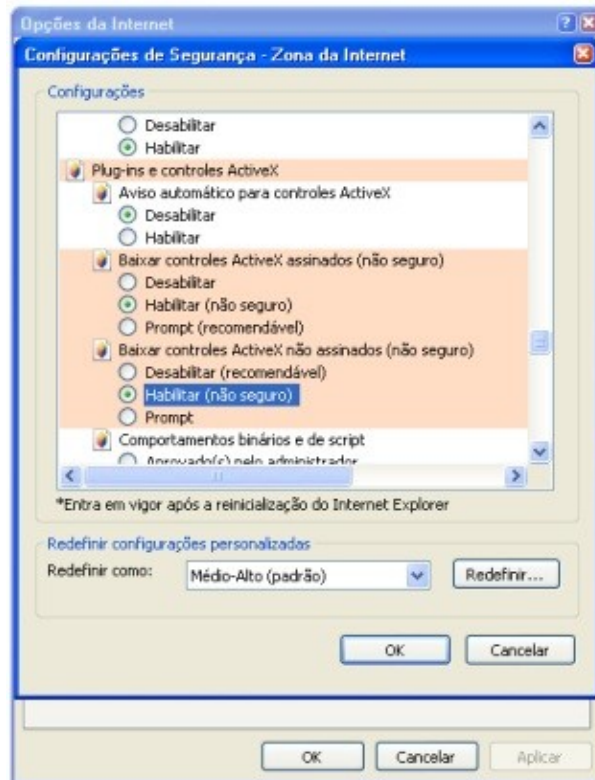 Opções da Internet
Configurações de Segurança - Zona da Internet
Configurações
Desabilitar
Habilitar
Plug-ins e controles ActiveX
Aviso automático para controles ActiveX
Desabilitar
Habilitar
Baixar controles ActiveX assinados (não seguro)
Desabilitar
Habilitar (não seguro)
Prompt (recomendável)
Baixar controles ActiveX não assinados (não seguro)
Desabilitar (recomendável)
Habilitar (não seguro)
Prompt
Comportamentos binários e de script
Aprovado(s) pelo administrador
*Entra em vigor após a reinicialização do Internet Explorer
Redefinir configurações personalizadas
Redefinir como: Médio-Alto (padrão) Redefinir...
OK Cancelar
OK Cancelar Aplicar